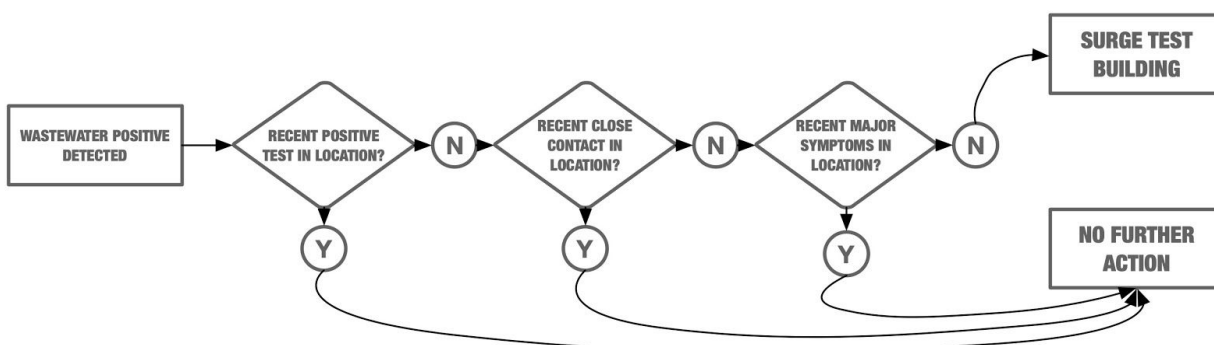 WASTEWATER POSITIVE
DETECTED
RECENT POSITIVE
TEST IN LOCATION?
N
Y
RECENT CLOSE
CONTACT IN
LOCATION?
N
Y
RECENT MAJOR
SYMPTOMS IN
LOCATION?
N
Y
SURGE TEST
BUILDING
NO FURTHER
ACTION